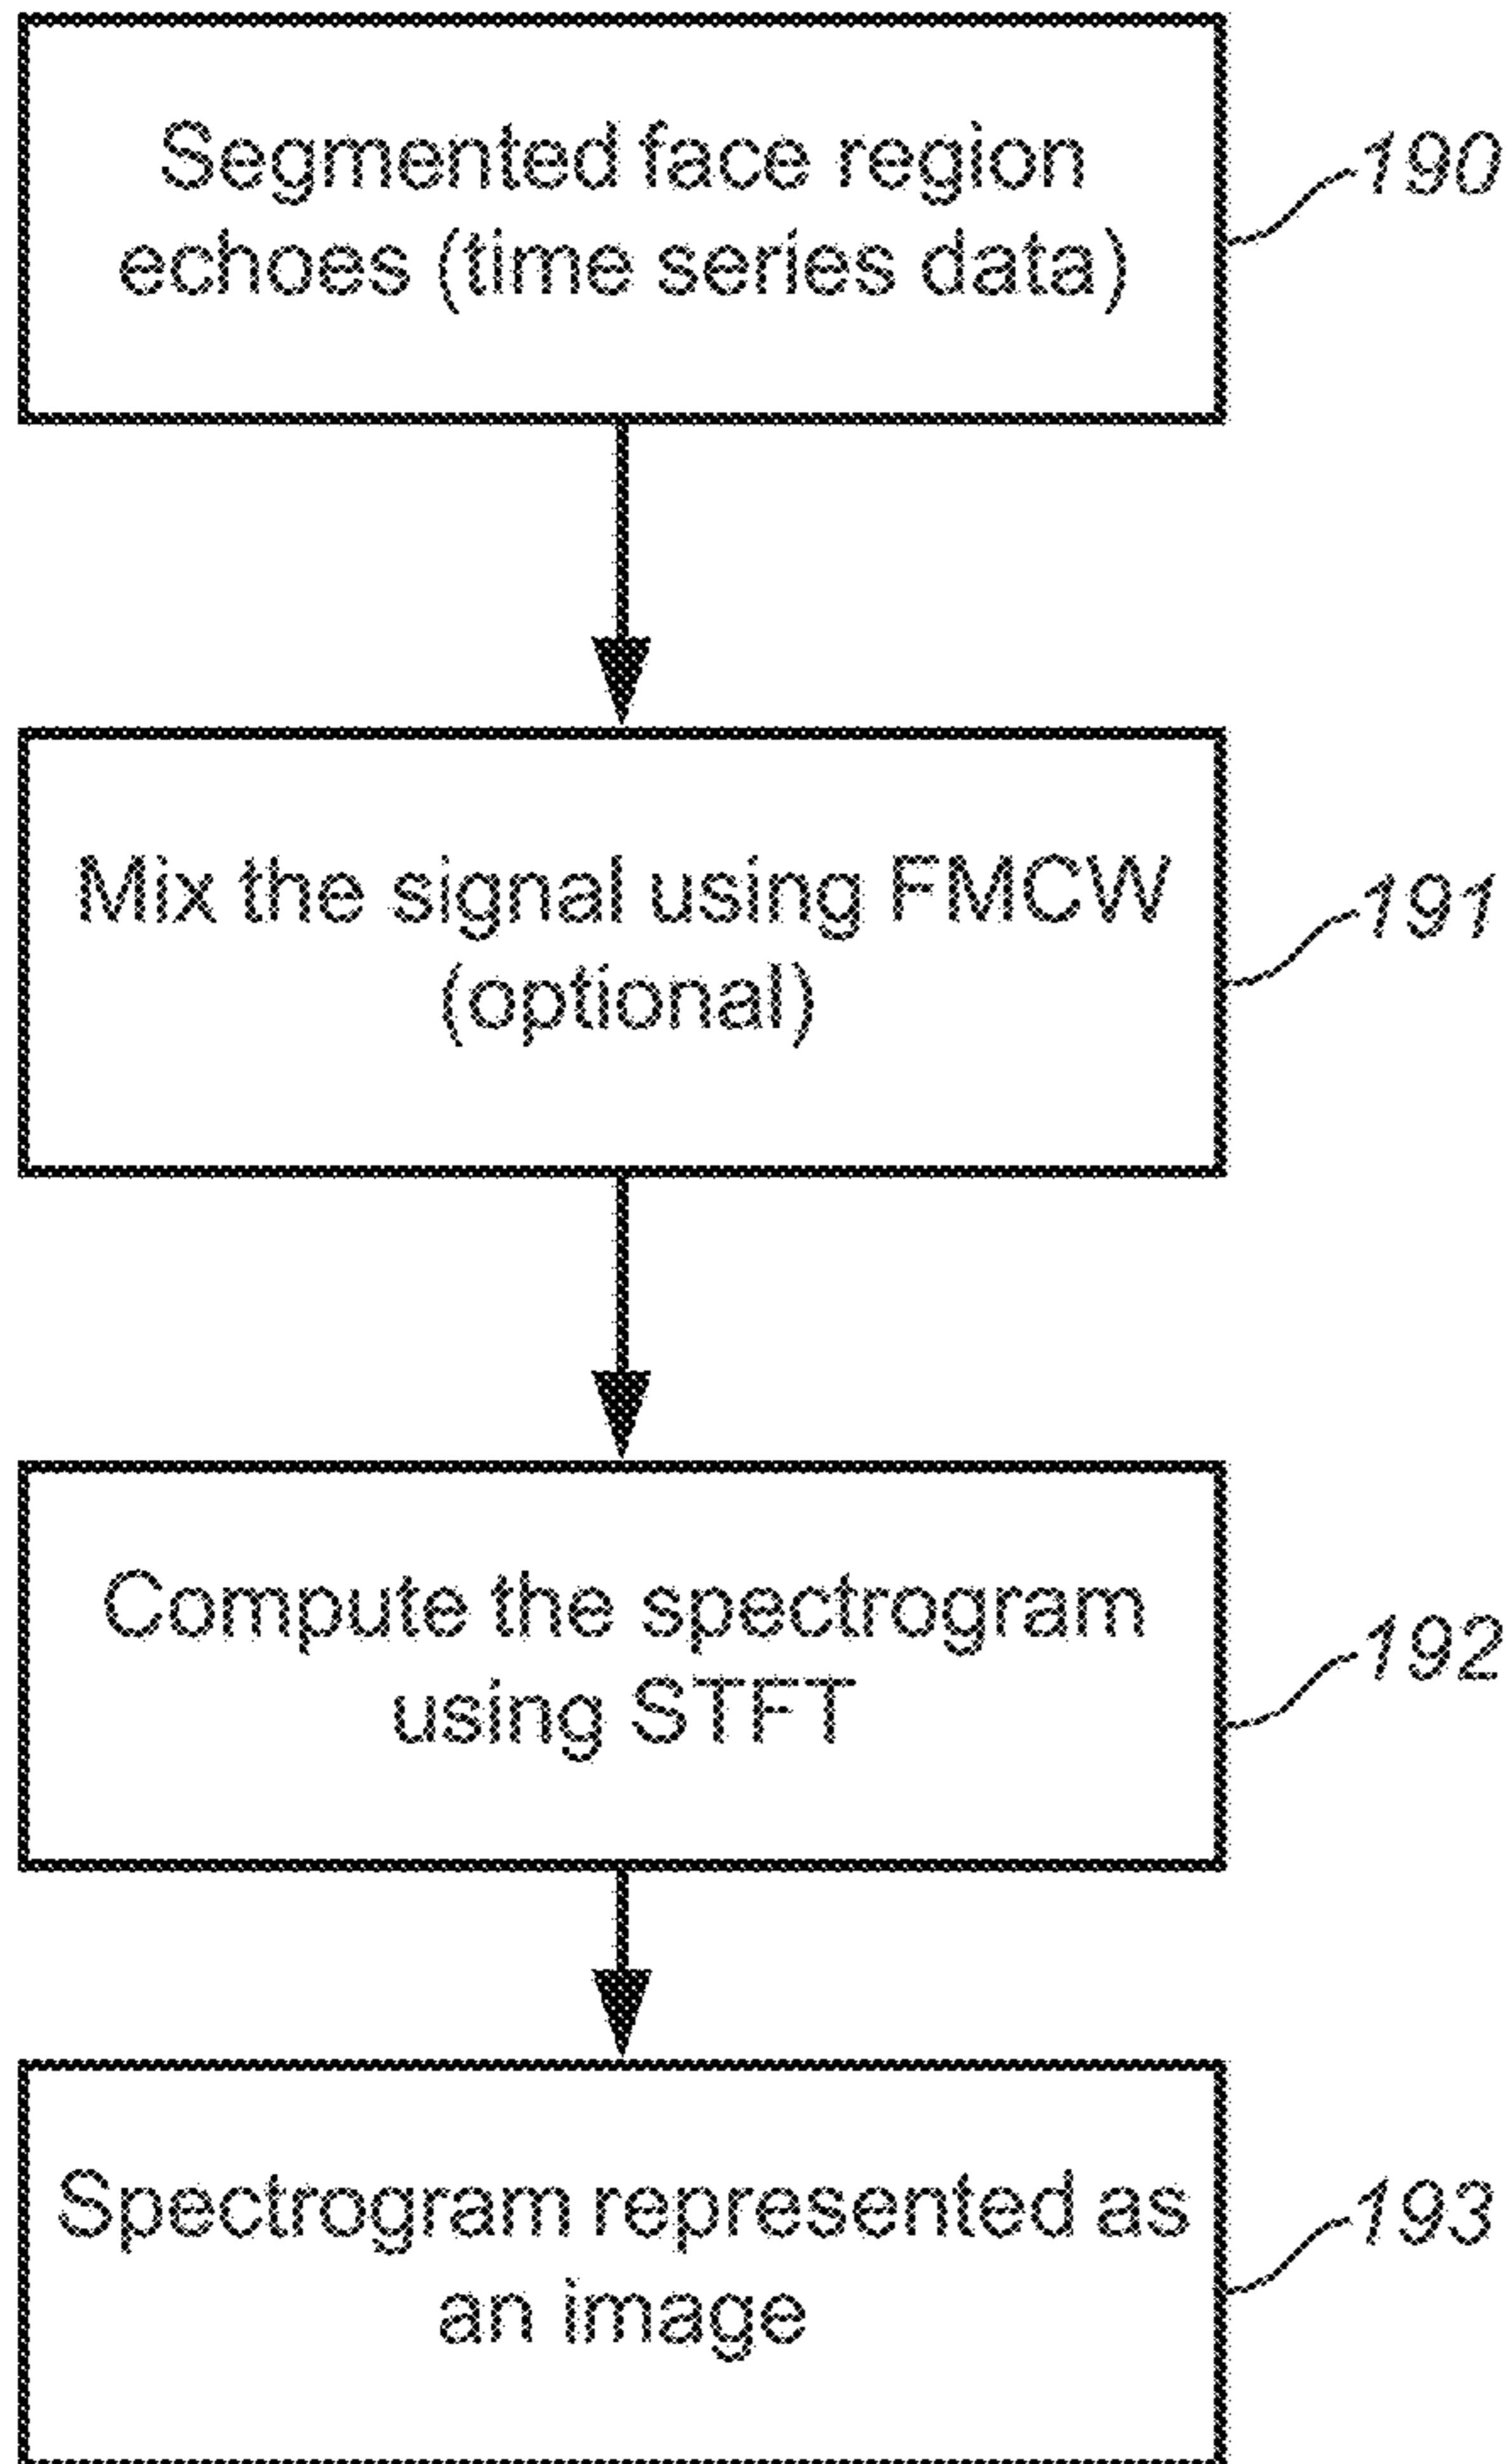 Segmented face region
echoes (time series data)
190
Mix the signal using FMCW
(optional)
191
Compute the spectrogram
using STFT
192
Spectrogram represented as
an image
193